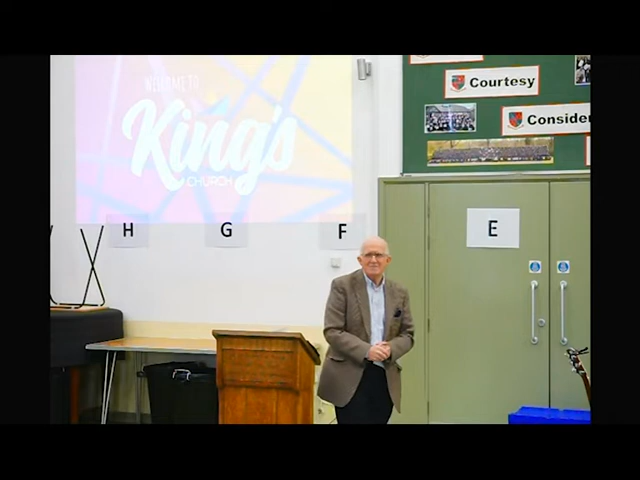 WELCOME TO
King's
CHURCH
Courtesy
Consider
H
G
F
E